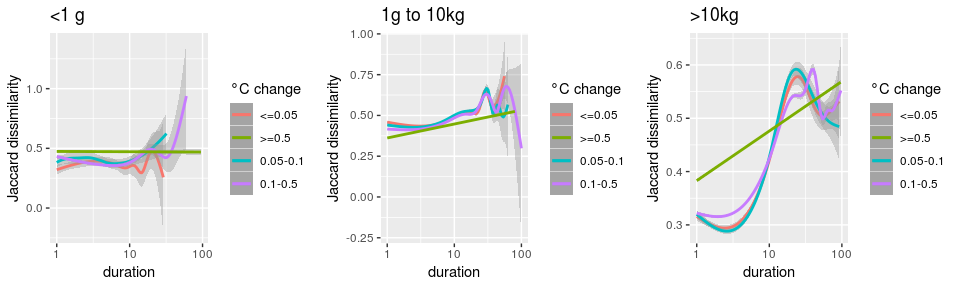 <1 g
Jaccard dissimilarity
1.0
0.5
0.0
1
10
100
duration
°C change
<=0.05
>=0.5
0.05-0.1
0.1-0.5
1g to 10kg
Jaccard dissimilarity
1.00
0.75
0.50
0.25
0.00
-0.25
1
10
100
duration
°C change
<=0.05
>=0.5
0.05-0.1
0.1-0.5
>10kg
Jaccard dissimilarity
0.6
0.5
0.4
0.3
1
10
100
duration
°C change
<=0.05
>=0.5
0.05-0.1
0.1-0.5